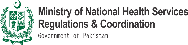 Ministry of National Health Services
Regulations & Coordination
Government of Pakistan